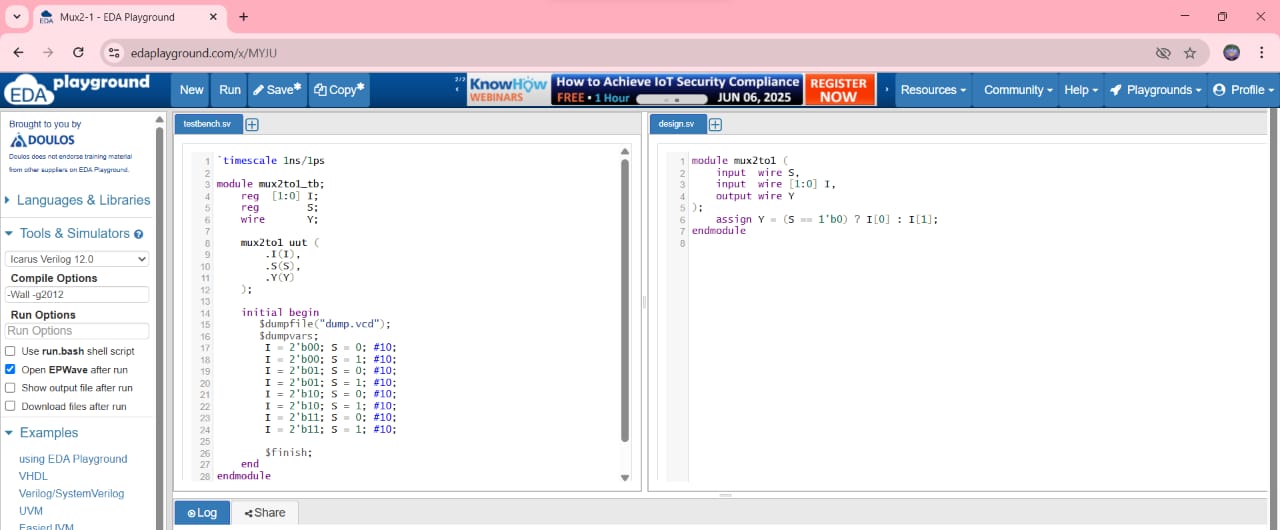 Mux2-1 - EDA Playground
edaplayground.com/x/MYJU
EDA playground
New
Run
Save*
Copy*
2/2
KnowHow
WEBINARS
How to Achieve IoT Security Compliance
FREE • 1 Hour
JUN 06, 2025
REGISTER
NOW
Resources
Community
Help
Playgrounds
Profile
Brought to you by
DOULOS
Doulos does not endorse training material
from other suppliers on EDA Playground.
Languages & Libraries
Tools & Simulators
Icarus Verilog 12.0
Compile Options
-Wall -g2012
Run Options
Run Options
Use run.bash shell script
Open EPWave after run
Show output file after run
Download files after run
Examples
using EDA Playground
VHDL
Verilog/SystemVerilog
UVM
EasierUVM
testbench.sv
1 `timescale 1ns/1ps
2
3 module mux2to1_tb;
4 reg [1:0] I;
5 reg S;
6 wire Y;
7
8 mux2to1 uut (
9 .I(I),
10 .S(S),
11 .Y(Y)
12 );
13
14 initial begin
15 $dumpfile("dump.vcd");
16 $dumpvars;
17 I = 2'b00; S = 0; #10;
18 I = 2'b00; S = 1; #10;
19 I = 2'b01; S = 0; #10;
20 I = 2'b01; S = 1; #10;
21 I = 2'b10; S = 0; #10;
22 I = 2'b10; S = 1; #10;
23 I = 2'b11; S = 0; #10;
24 I = 2'b11; S = 1; #10;
25
26 $finish;
27 end
28 endmodule
design.sv
1 module mux2to1 (
2 input wire S,
3 input wire [1:0] I,
4 output wire Y
5 );
6 assign Y = (S == 1'b0) ? I[0] : I[1];
7 endmodule
8
Log
Share